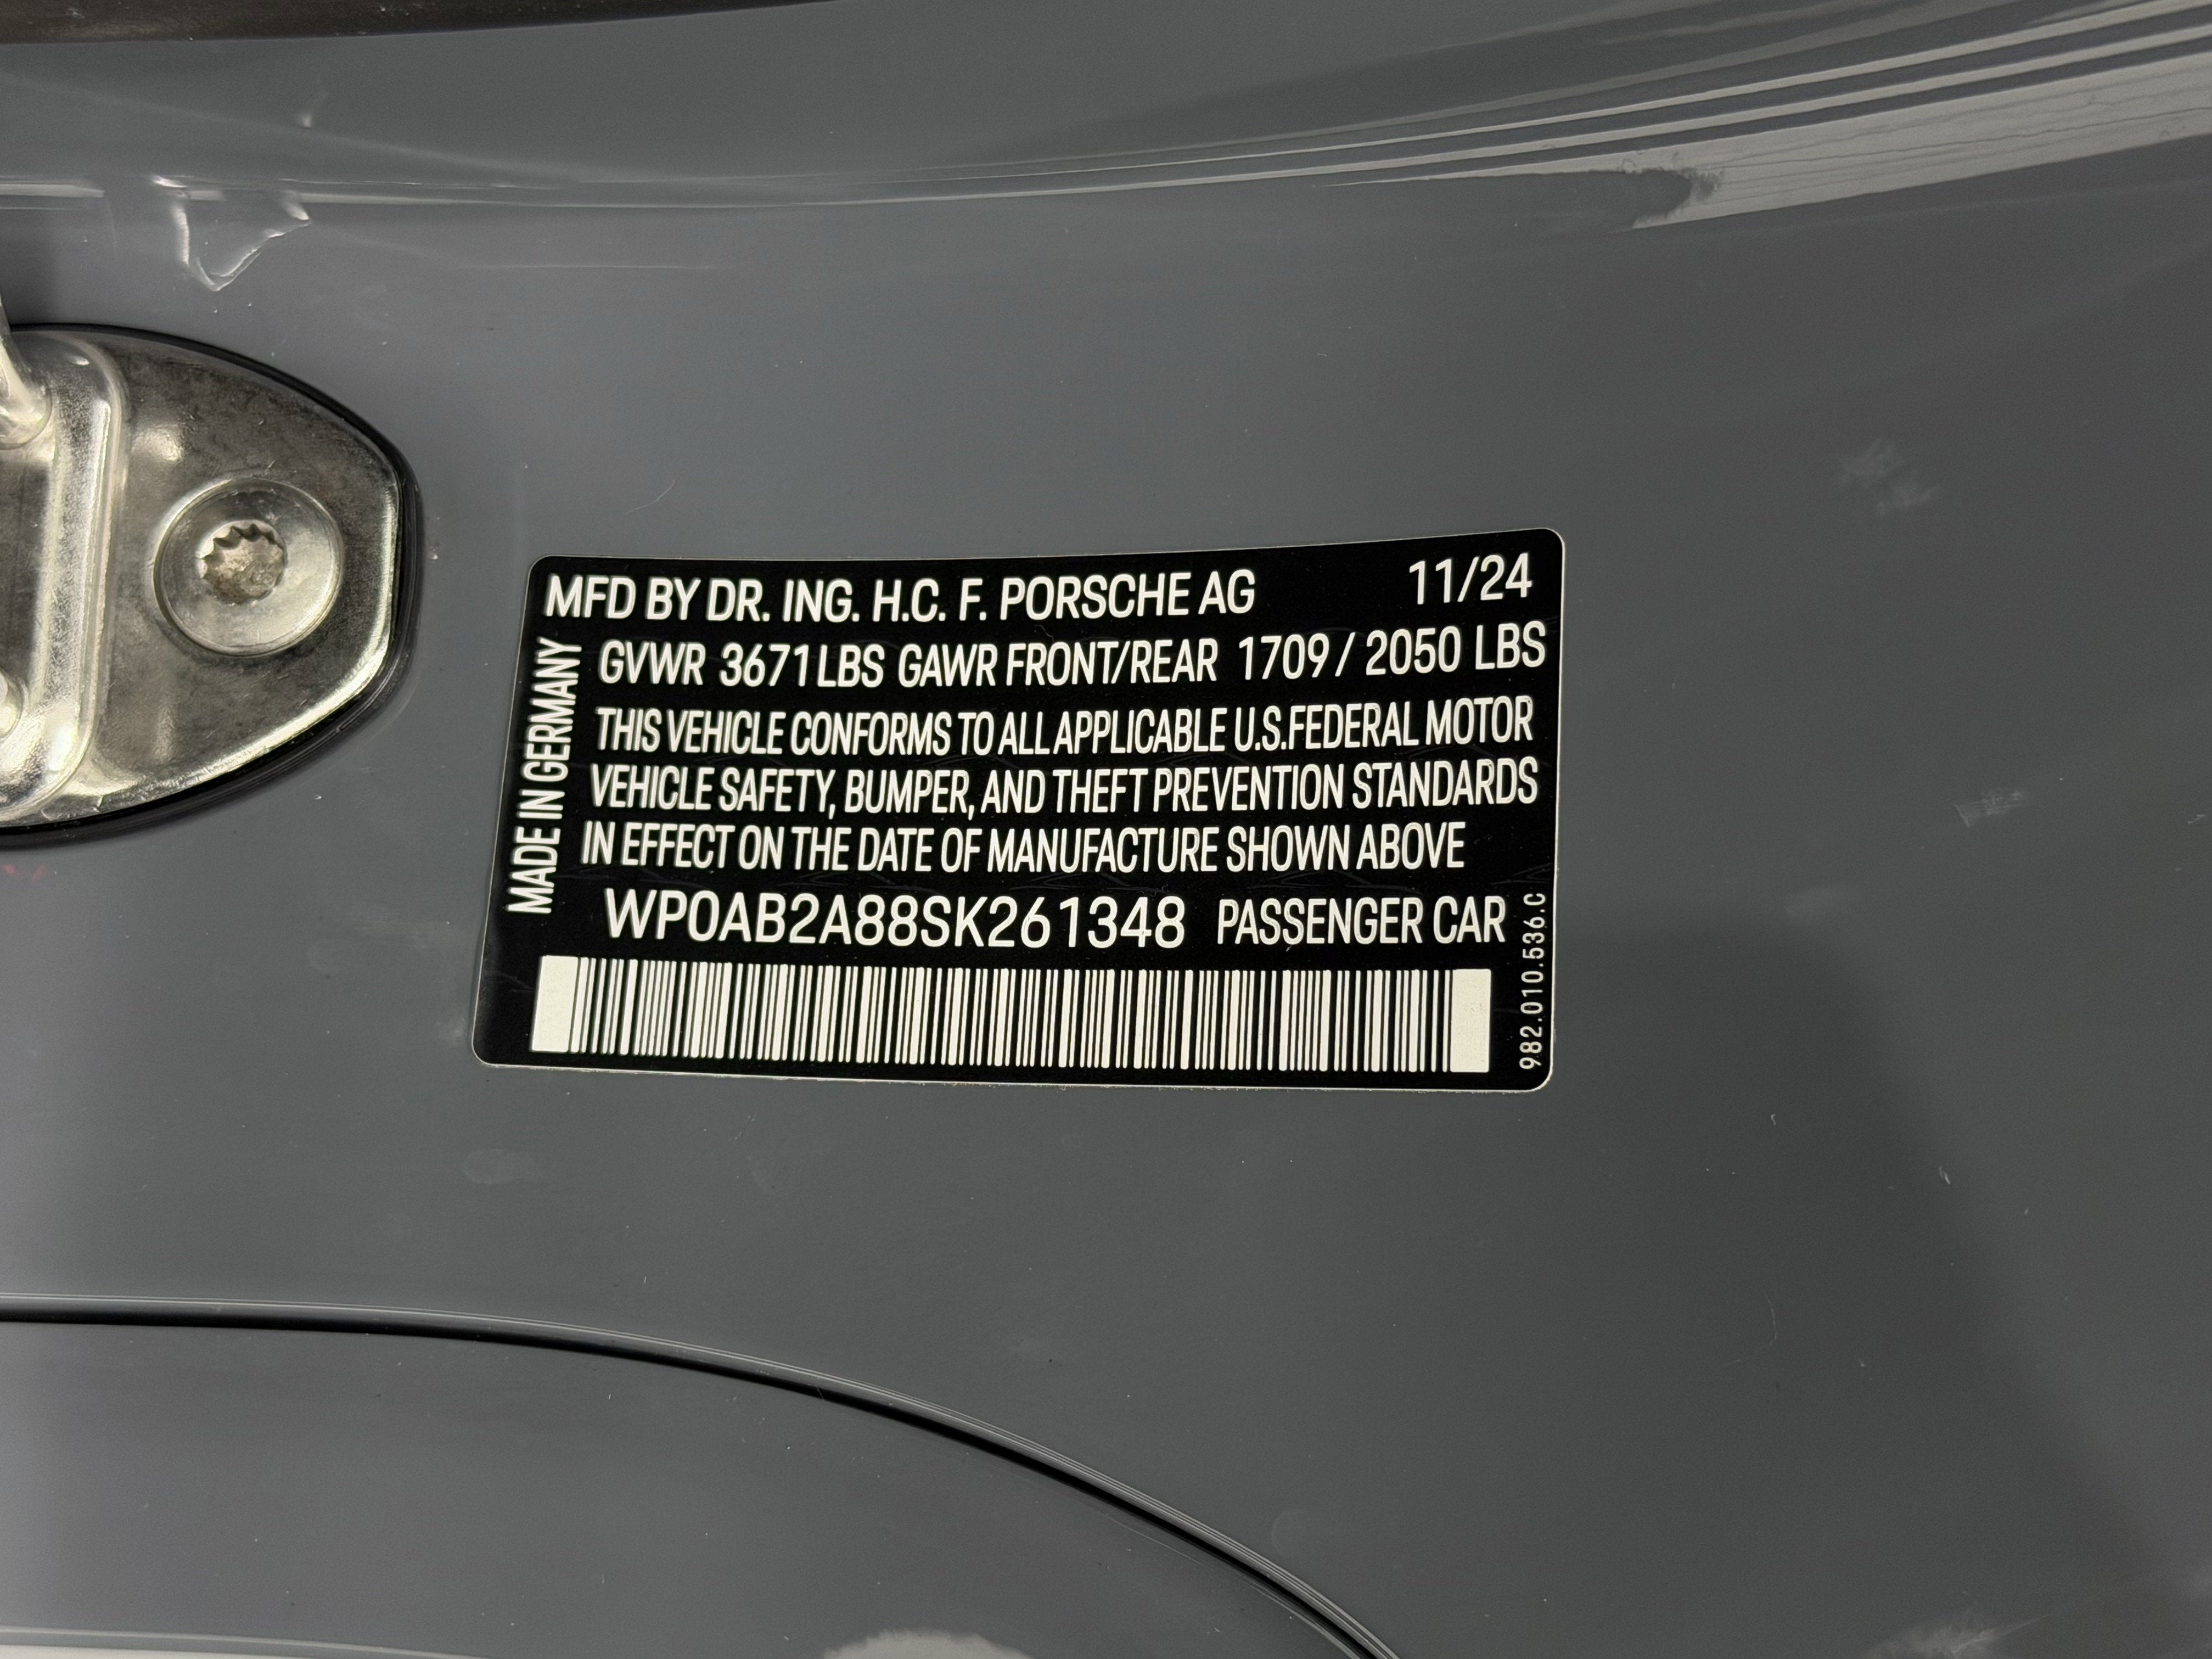 MFD BY DR. ING. H.C. F. PORSCHE AG 11/24
GVWR 3671 LBS GAWR FRONT/REAR 1709 / 2050 LBS
THIS VEHICLE CONFORMS TO ALL APPLICABLE U.S.FEDERAL MOTOR
VEHICLE SAFETY, BUMPER, AND THEFT PREVENTION STANDARDS
IN EFFECT ON THE DATE OF MANUFACTURE SHOWN ABOVE
WP0AB2A88SK261348 PASSENGER CAR
MADE IN GERMANY
982.010.536.C